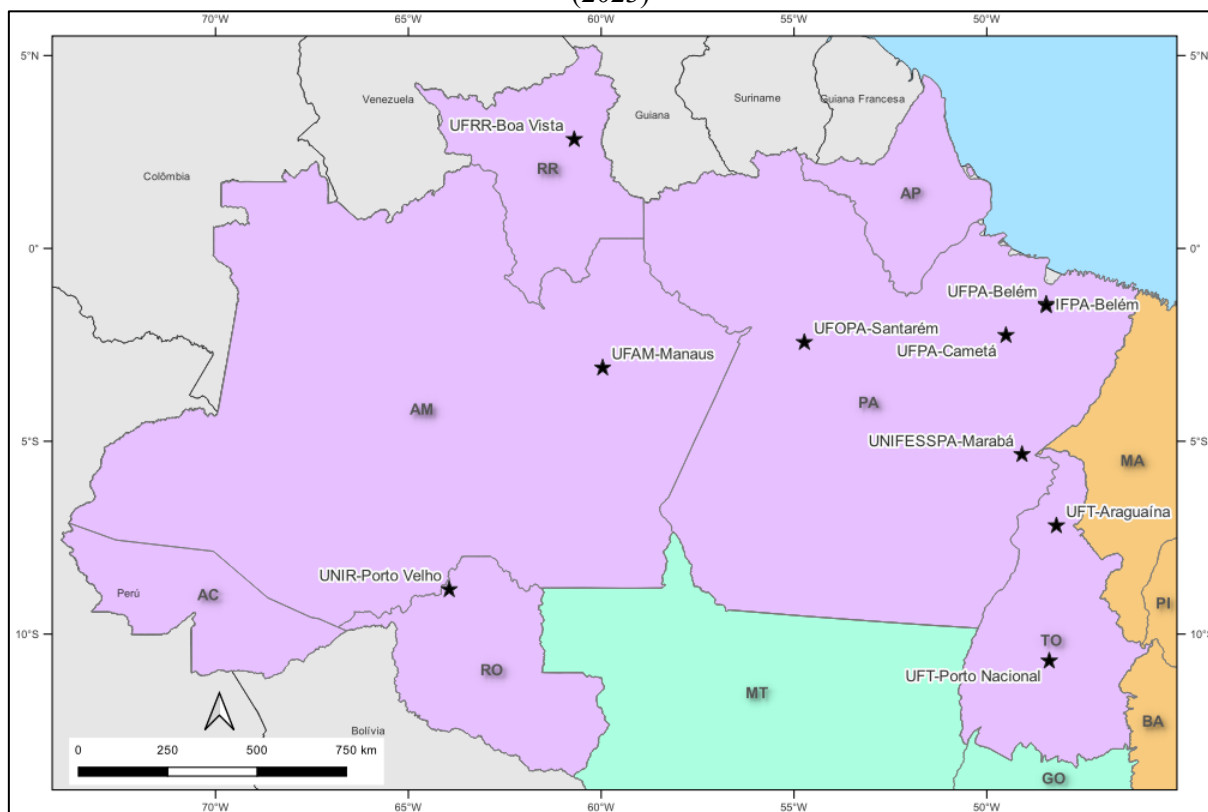 (2023)
70°W 65°W 60°W 55°W 50°W
5°N 5°N
Venezuela
Suriname
Guiana Francesa
Guiana
UFRR-Boa Vista
RR
Colômbia
AP
0° 0°
UFPA-Belém
IFPA-Belém
UFOPA-Santarém
UFPA-Cametá
UFAM-Manaus
AM
PA
5°S 5°S
UNIFESSPA-Marabá
MA
UFT-Araguaína
UNIR-Porto Velho
Perú
AC
PI
10°S 10°S
TO
RO
UFT-Porto Nacional
MT
BA
Bolívia
0 250 500 750 km
GO
70°W 65°W 60°W 55°W 50°W